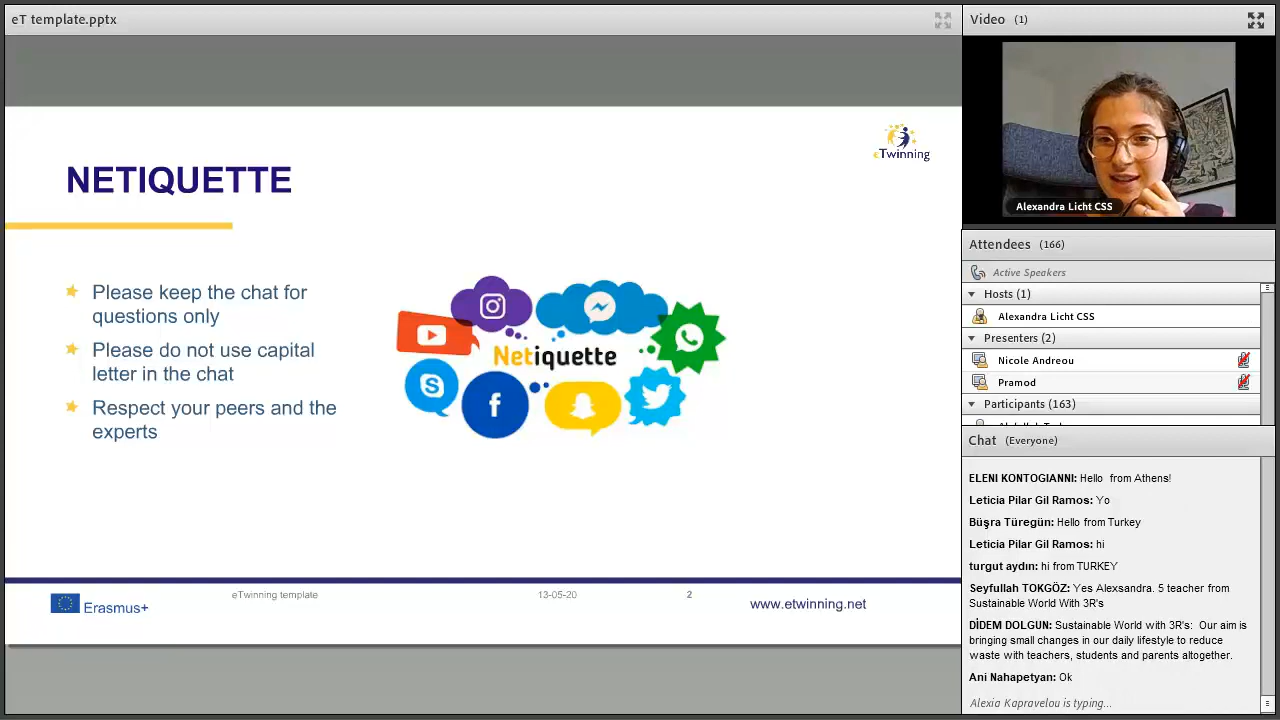 eT template.pptx
eTwinning
NETIQUETTE
Please keep the chat for
questions only
Please do not use capital
letter in the chat
Respect your peers and the
experts
Netiquette
Erasmus+
eTwinning template
13-05-20
2
www.etwinning.net
Video (1)
Alexandra Licht CSS
Attendees (166)
Active Speakers
Hosts (1)
Alexandra Licht CSS
Presenters (2)
Nicole Andreou
Pramod
Participants (163)
Chat (Everyone)
ELENI KONTOGIANNI: Hello from Athens!
Leticia Pilar Gil Ramos: Yo
Büşra Türegün: Hello from Turkey
Leticia Pilar Gil Ramos: hi
turgut aydın: hi from TURKEY
Seyfullah TOKGÖZ: Yes Alexsandra. 5 teacher from
Sustainable World With 3R's
DİDEM DOLGUN: Sustainable World with 3R's: Our aim is
bringing small changes in our daily lifestyle to reduce
waste with teachers, students and parents altogether.
Ani Nahapetyan: Ok
Alexia Kapravelou is typing...